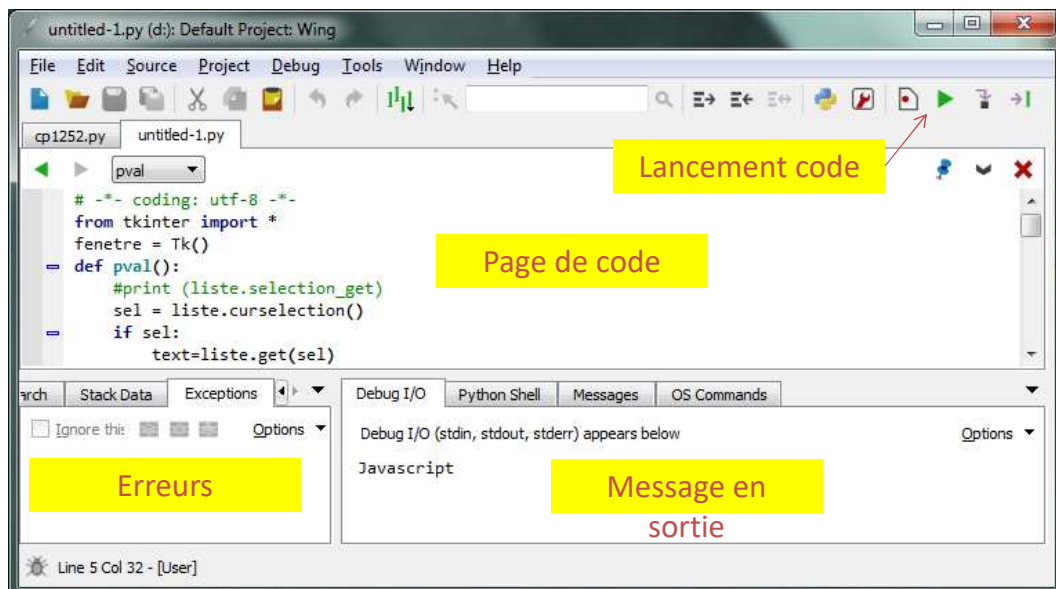 untitled-1.py (d:): Default Project: Wing
File Edit Source Project Debug Tools Window Help
cp1252.py untitled-1.py
Lancement code
pval
# -*- coding: utf-8 -*-
from tkinter import *
fenetre = Tk()
def pval():
#print (liste.selection_get)
sel = liste.curselection()
if sel:
text=liste.get(sel)
Page de code
arch Stack Data Exceptions
Debug I/O Python Shell Messages OS Commands
Ignore this Options
Debug I/O (stdin, stdout, stderr) appears below Options
Javascript
Erreurs
Message en
sortie
Line 5 Col 32 - [User]